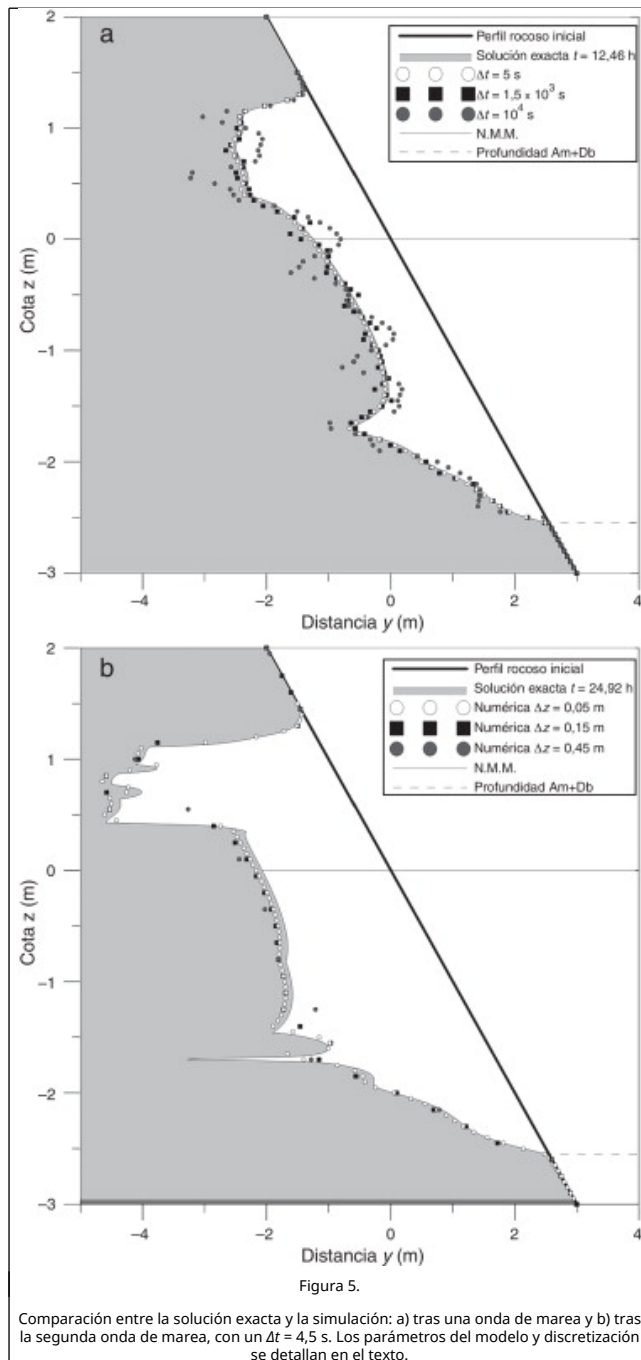 a
Perfil rocoso inicial
Solución exacta t = 12,46 h
Δt = 5 s
Δt = 1,5 x 10³ s
Δt = 10⁴ s
N.M.M.
Profundidad Am+Db
Cota z (m)
2
1
0
−1
−2
−3
−4
−2
0
2
4
Distancia y (m)
b
Perfil rocoso inicial
Solución exacta t = 24,92 h
Numérica Δz = 0,05 m
Numérica Δz = 0,15 m
Numérica Δz = 0,45 m
N.M.M.
Profundidad Am+Db
Cota z (m)
2
1
0
−1
−2
−3
−4
−2
0
2
4
Distancia y (m)
Figura 5.
Comparación entre la solución exacta y la simulación: a) tras una onda de marea y b) tras
la segunda onda de marea, con un Δt = 4,5 s. Los parámetros del modelo y discretización
se detallan en el texto.